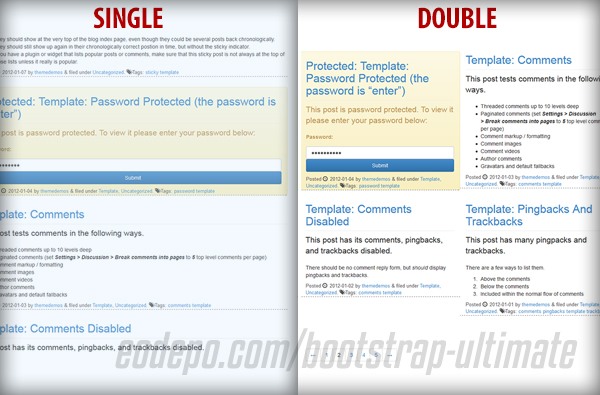 SINGLE
they should show at the very top of the blog index page, even though they could be several posts back chronologically.
they should still show up again in their chronologically correct postion in time, but without the sticky indicator.
you have a plugin or widget that lists popular posts or comments, make sure that this sticky post is not always at the top of
those lists unless it really is popular.
2012-01-07 by themedemos & filed under Uncategorized. Tags: sticky template
otected: Template: Password Protected (the password is
nter”)
post is password protected. To view it please enter your password below:
Submit
2012-01-04 by themedemos & filed under Template, Uncategorized. Tags: password template
mplate: Comments
post tests comments in the following ways.
readed comments up to 10 levels deep
aginated comments (set Settings > Discussion > Break comments into pages to 5 top level comments per page)
omment markup / formatting
omment images
omment videos
uthor comments
ravatars and default fallbacks
2012-01-03 by themedemos & filed under Template, Uncategorized. Tags: comments template
mplate: Comments Disabled
post has its comments, pingbacks, and trackbacks disabled.
DOUBLE
Protected: Template:
Password Protected (the
password is “enter”)
This post is password protected. To view it
please enter your password below:
Password:
Submit
Posted 2012-01-04 by themedemos & filed under Template,
Uncategorized. Tags: password template
Template: Comments
This post tests comments in the following
ways.
Threaded comments up to 10 levels deep
Paginated comments (set Settings > Discussion
> Break comments into pages to 5 top level comments
per page)
Comment markup / formatting
Comment images
Comment videos
Author comments
Gravatars and default fallbacks
Posted 2012-01-03 by themedemos & filed under Template,
Uncategorized. Tags: comments template
Template: Comments
Disabled
This post has its comments, pingbacks,
and trackbacks disabled.
There should be no comment reply form, but should display
pingbacks and trackbacks.
Posted 2012-01-02 by themedemos & filed under Template,
Uncategorized. Tags: comments template
Template: Pingbacks And
Trackbacks
This post has many pingpacks and
trackbacks.
There are a few ways to list them.
1. Above the comments
2. Below the comments
3. Included within the normal flow of comments
Posted 2012-01-01 by themedemos & filed under Template,
Uncategorized. Tags: comments pingbacks template trackbacks
1 2 3 4 5
codepo.com/bootstrap-ultimate